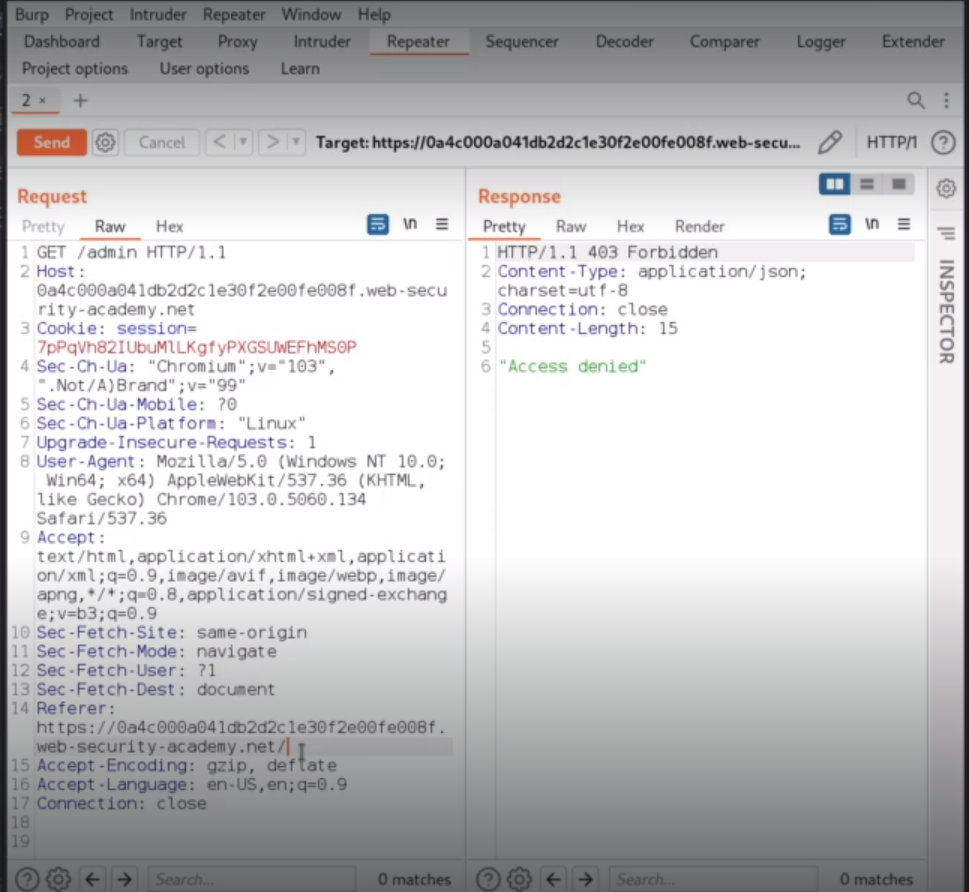 Burp Project Intruder Repeater Window Help
Dashboard Target Proxy Intruder Repeater Sequencer Decoder Comparer Logger Extender
Project options User options Learn
2 × +
Send Cancel < > Target: https://0a4c000a041db2d2c1e30f2e00fe008f.web-secu... HTTP/1 ?
Request
Pretty Raw Hex \n
1 GET /admin HTTP/1.1
2 Host:
0a4c000a041db2d2c1e30f2e00fe008f.web-secu
rity-academy.net
3 Cookie: session=
7pPqVh82IUbuMlLKgfyPXGSUWEFhMS0P
4 Sec-Ch-Ua: "Chromium";v="103",
".Not/A)Brand";v="99"
5 Sec-Ch-Ua-Mobile: ?0
6 Sec-Ch-Ua-Platform: "Linux"
7 Upgrade-Insecure-Requests: 1
8 User-Agent: Mozilla/5.0 (Windows NT 10.0;
Win64; x64) AppleWebKit/537.36 (KHTML,
like Gecko) Chrome/103.0.5060.134
Safari/537.36
9 Accept:
text/html,application/xhtml+xml,applicati
on/xml;q=0.9,image/avif,image/webp,image/
apng,*/*;q=0.8,application/signed-exchang
e;v=b3;q=0.9
10 Sec-Fetch-Site: same-origin
11 Sec-Fetch-Mode: navigate
12 Sec-Fetch-User: ?1
13 Sec-Fetch-Dest: document
14 Referer:
https://0a4c000a041db2d2c1e30f2e00fe008f.
web-security-academy.net/
15 Accept-Encoding: gzip, deflate
16 Accept-Language: en-US,en;q=0.9
17 Connection: close
18
19
? Search... 0 matches
Response
Pretty Raw Hex Render \n
1 HTTP/1.1 403 Forbidden
2 Content-Type: application/json;
charset=utf-8
3 Connection: close
4 Content-Length: 15
5
6 "Access denied"
? Search... 0 matches
INSPECTOR